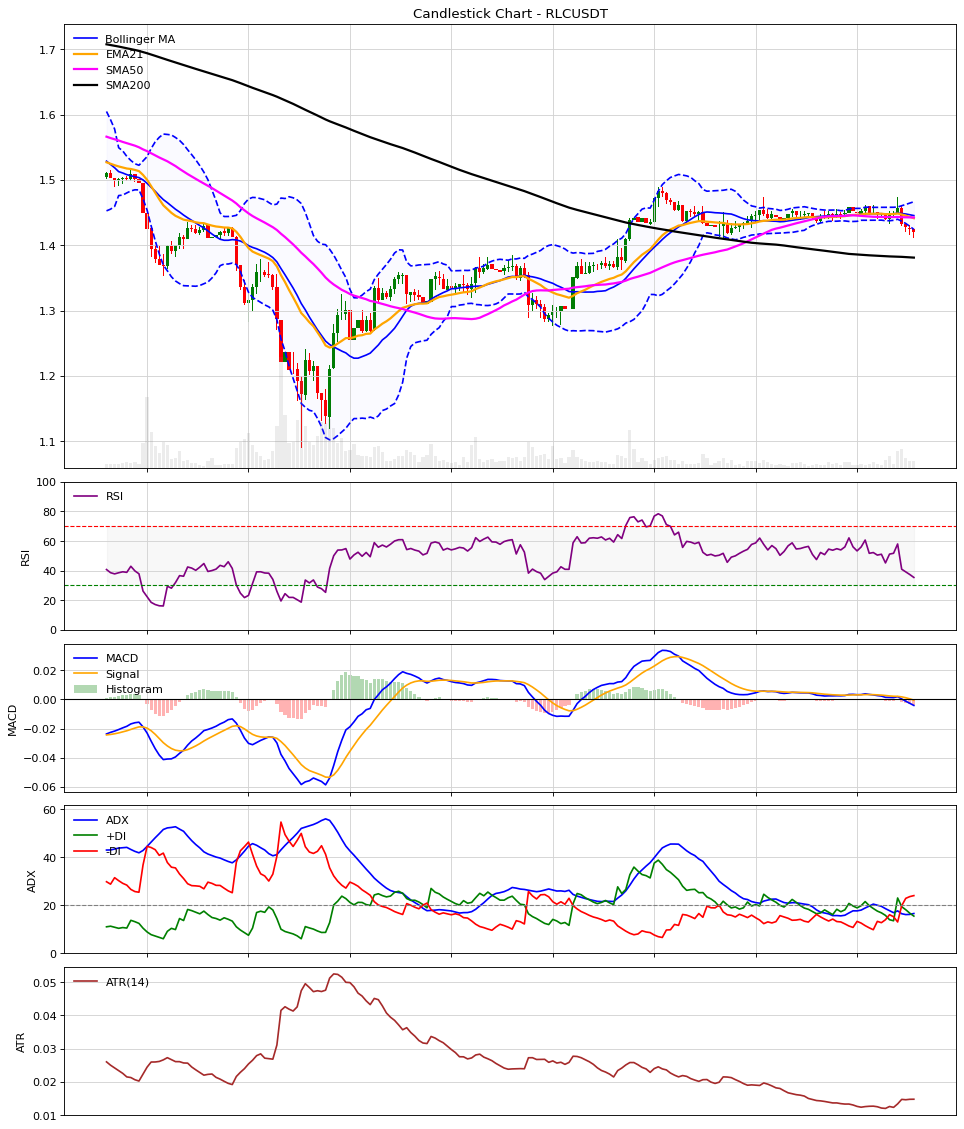 Candlestick Chart - RLCUSDT
Bollinger MA
EMA21
SMA50
SMA200
1.7
1.6
1.5
1.4
1.3
1.2
1.1
RSI
RSI
100
80
60
40
20
0
MACD
Signal
Histogram
MACD
0.02
0.00
−0.02
−0.04
−0.06
ADX
+DI
-DI
ADX
60
40
20
0
ATR(14)
ATR
0.05
0.04
0.03
0.02
0.01